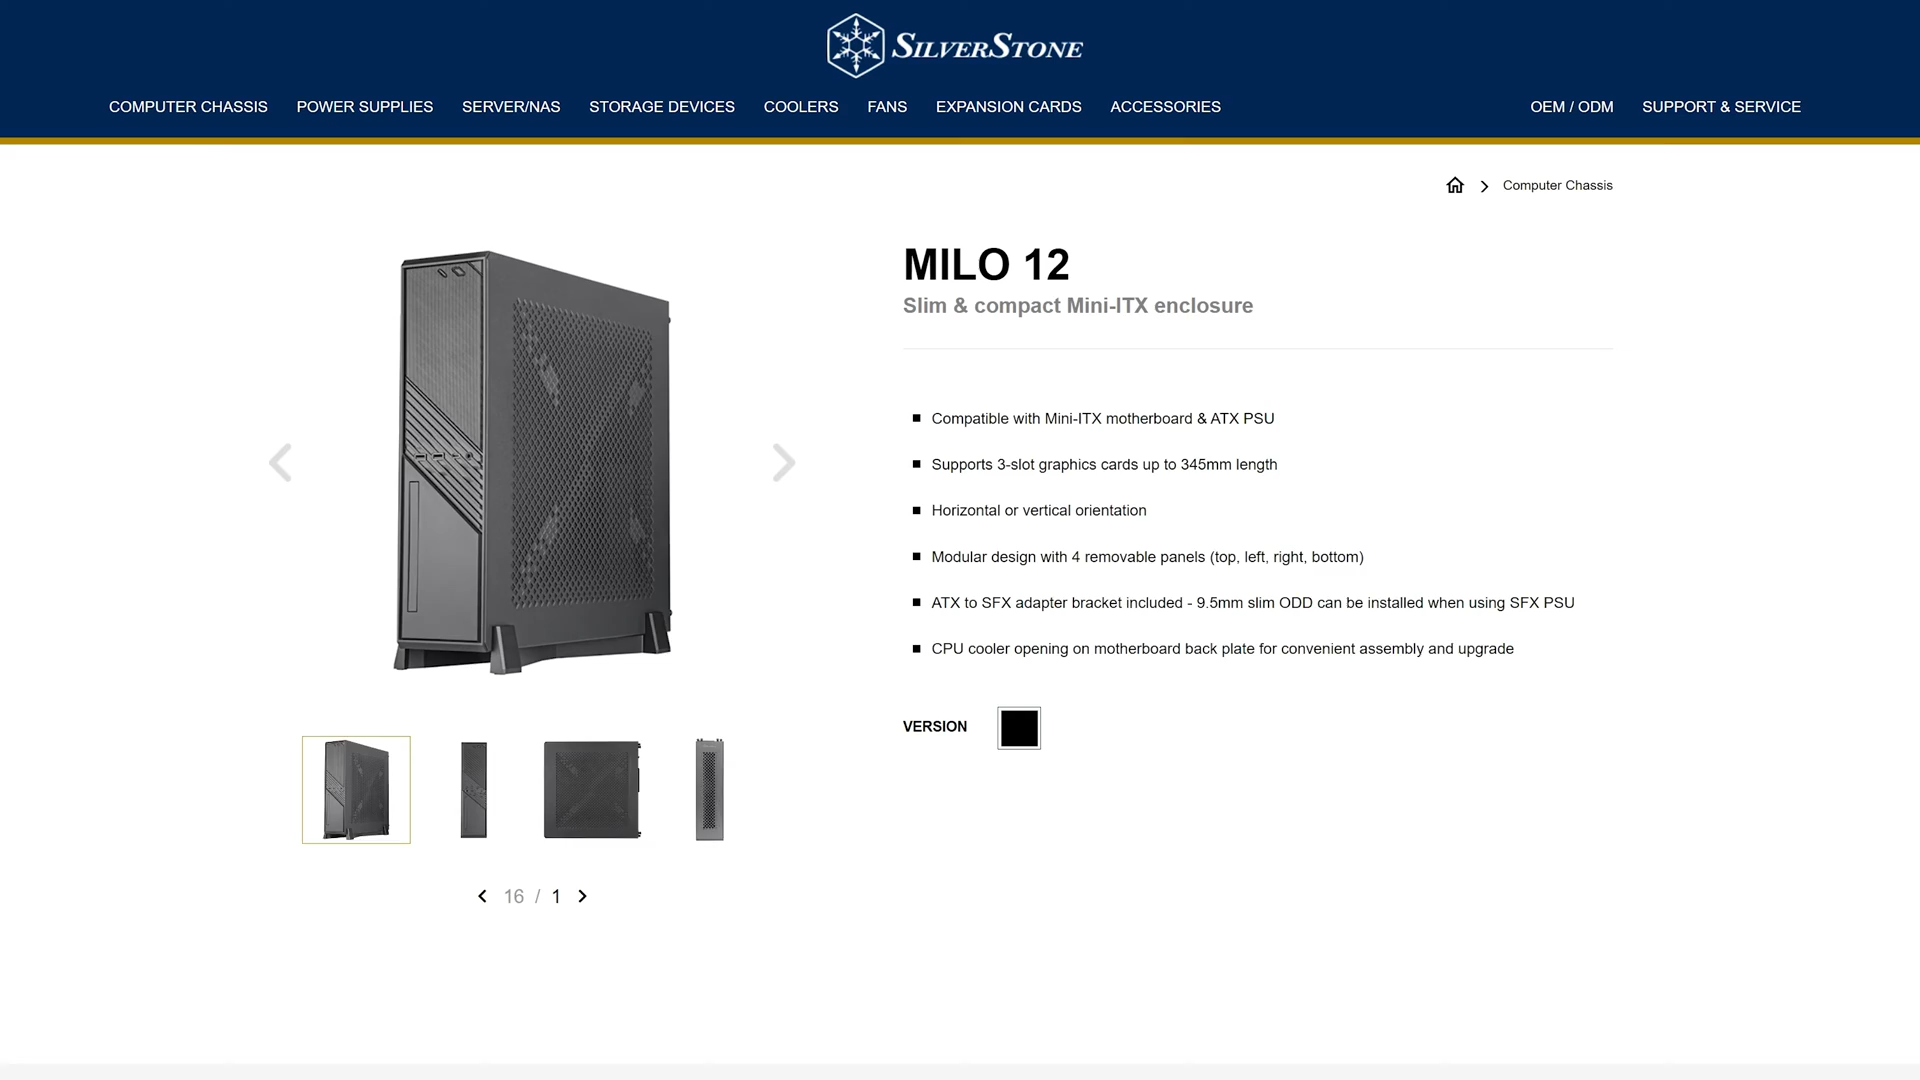 SILVERSTONE
COMPUTER CHASSIS POWER SUPPLIES SERVER/NAS STORAGE DEVICES COOLERS FANS EXPANSION CARDS ACCESSORIES OEM / ODM SUPPORT & SERVICE
Computer Chassis
MILO 12
Slim & compact Mini-ITX enclosure
Compatible with Mini-ITX motherboard & ATX PSU
Supports 3-slot graphics cards up to 345mm length
Horizontal or vertical orientation
Modular design with 4 removable panels (top, left, right, bottom)
ATX to SFX adapter bracket included - 9.5mm slim ODD can be installed when using SFX PSU
CPU cooler opening on motherboard back plate for convenient assembly and upgrade
VERSION
16 / 1